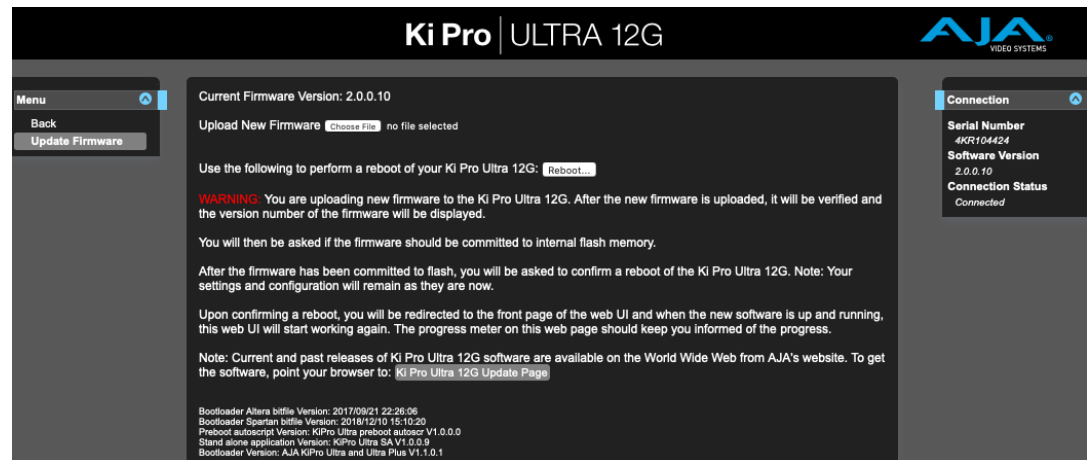 Ki Pro | ULTRA 12G
AJA
VIDEO SYSTEMS
Menu
Back
Update Firmware
Current Firmware Version: 2.0.0.10
Upload New Firmware Choose File no file selected
Use the following to perform a reboot of your Ki Pro Ultra 12G: Reboot...
WARNING: You are uploading new firmware to the Ki Pro Ultra 12G. After the new firmware is uploaded, it will be verified and
the version number of the firmware will be displayed.
You will then be asked if the firmware should be committed to internal flash memory.
After the firmware has been committed to flash, you will be asked to confirm a reboot of the Ki Pro Ultra 12G. Note: Your
settings and configuration will remain as they are now.
Upon confirming a reboot, you will be redirected to the front page of the web UI and when the new software is up and running,
this web UI will start working again. The progress meter on this web page should keep you informed of the progress.
Note: Current and past releases of Ki Pro Ultra 12G software are available on the World Wide Web from AJA's website. To get
the software, point your browser to: Ki Pro Ultra 12G Update Page
Bootloader Altera bitfile Version: 2017/09/21 22:26:06
Bootloader Spartan bitfile Version: 2018/12/10 15:10:20
Preboot autoscript Version: KiPro Ultra preboot autoscr V1.0.0.0
Stand alone application Version: KiPro Ultra SA V1.0.0.9
Bootloader Version: AJA KiPro Ultra and Ultra Plus V1.1.0.1
Connection
Serial Number
4KR104424
Software Version
2.0.0.10
Connection Status
Connected